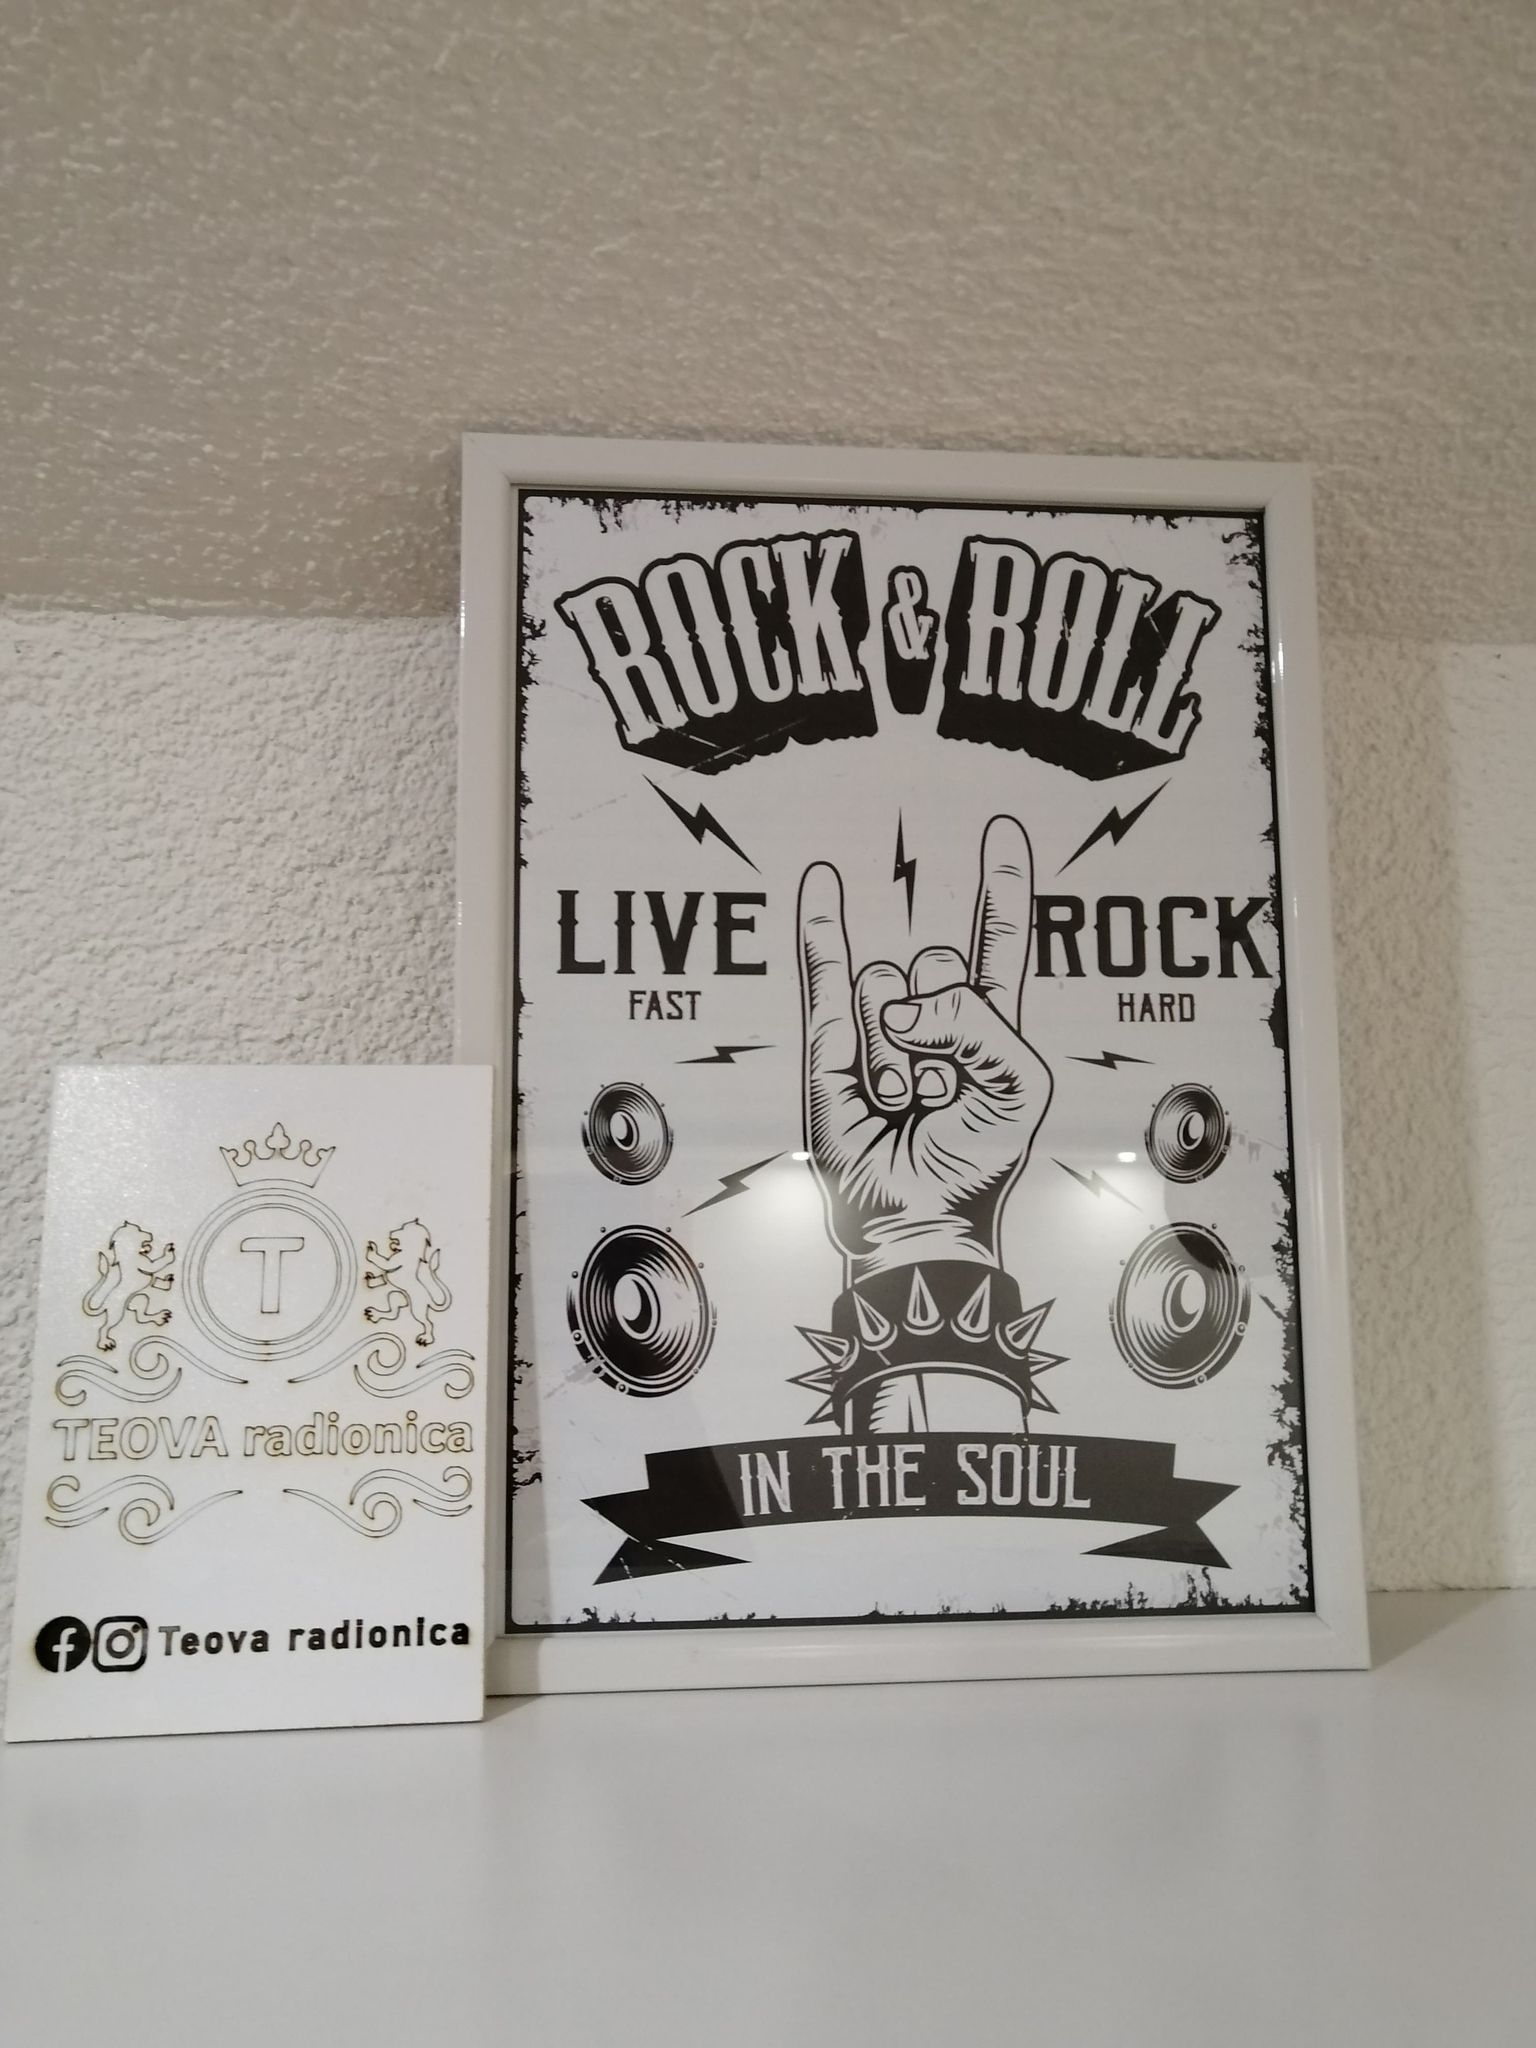 ROCK & ROLL
LIVE ROCK
FAST HARD
IN THE SOUL
T
TEOVA radionica
Teova radionica